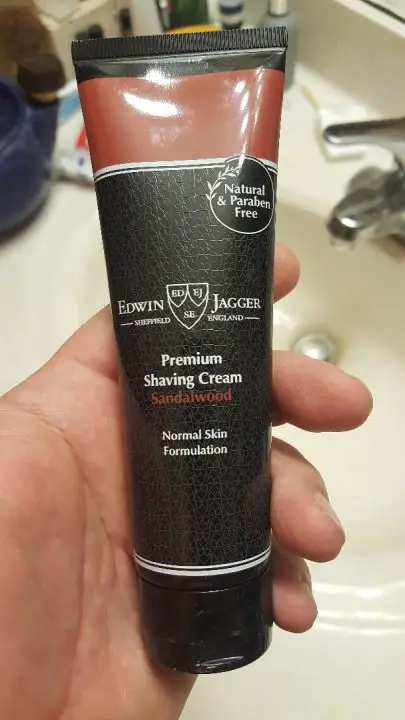 Natural
& Paraben
Free
ED EJ
SE
EDWIN JAGGER
SHEFFIELD ENGLAND
Premium
Shaving Cream
Sandalwood
Normal Skin
Formulation